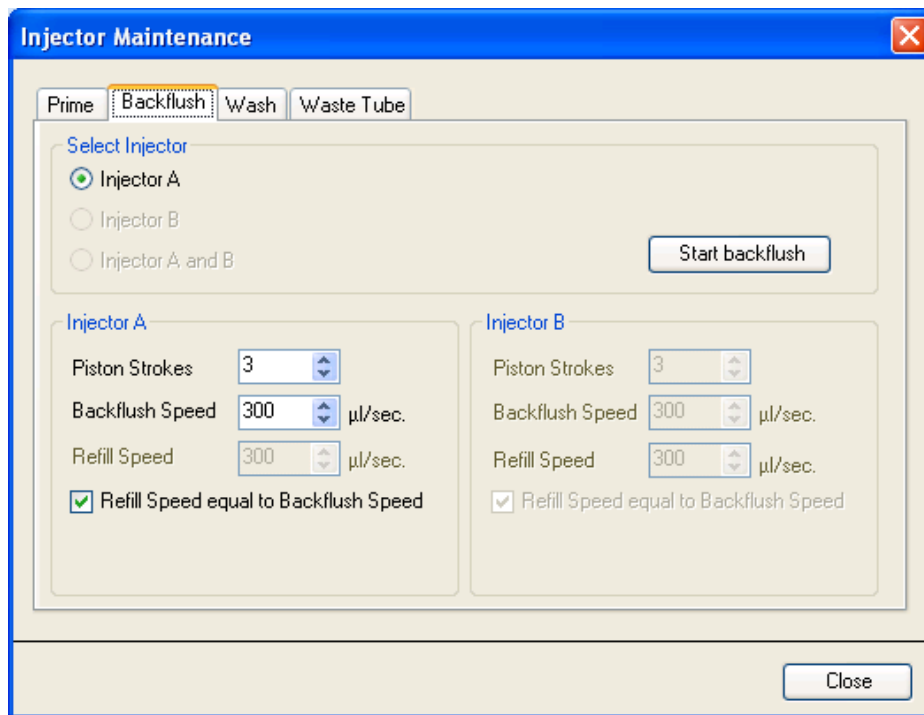 Injector Maintenance
Prime Backflush Wash Waste Tube
Select Injector
Injector A
Injector B
Injector A and B
Start backflush
Injector A
Piston Strokes 3
Backflush Speed 300 µl/sec.
Refill Speed 300 µl/sec.
Refill Speed equal to Backflush Speed
Injector B
Piston Strokes 3
Backflush Speed 300 µl/sec.
Refill Speed 300 µl/sec.
Refill Speed equal to Backflush Speed
Close